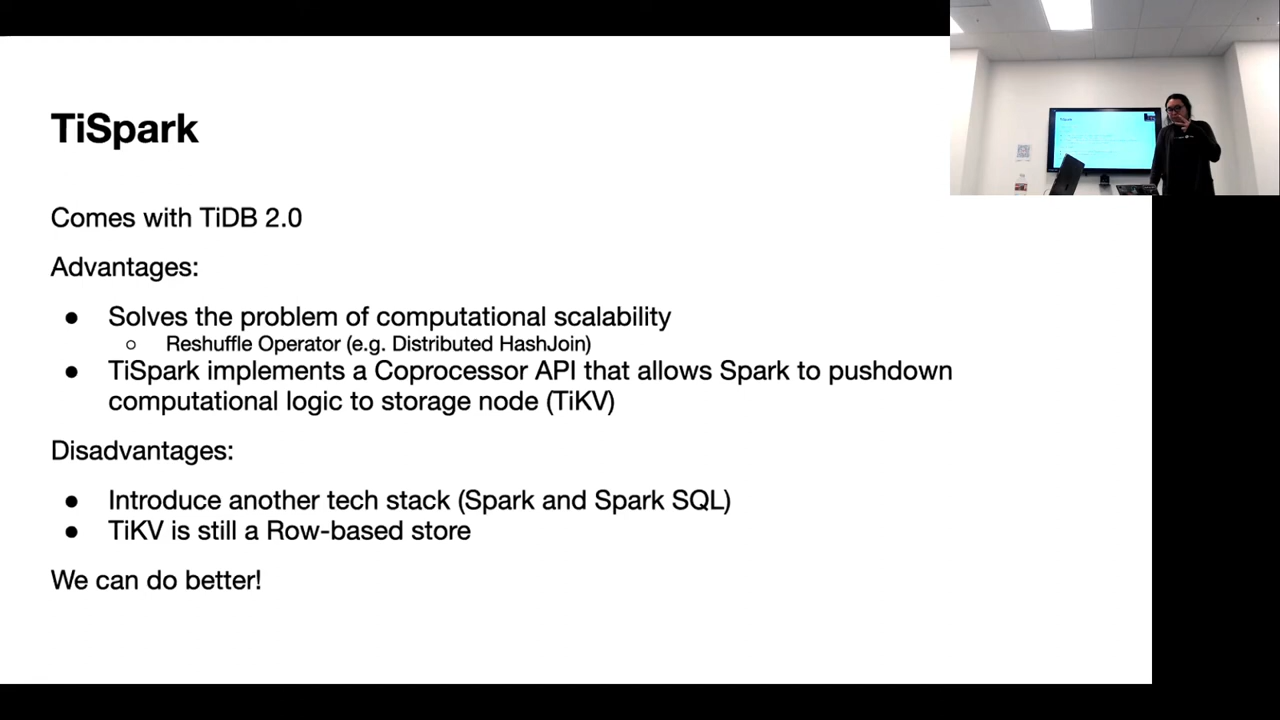 TiSpark
Comes with TiDB 2.0
Advantages:
● Solves the problem of computational scalability
○ Reshuffle Operator (e.g. Distributed HashJoin)
● TiSpark implements a Coprocessor API that allows Spark to pushdown
computational logic to storage node (TiKV)
Disadvantages:
● Introduce another tech stack (Spark and Spark SQL)
● TiKV is still a Row-based store
We can do better!